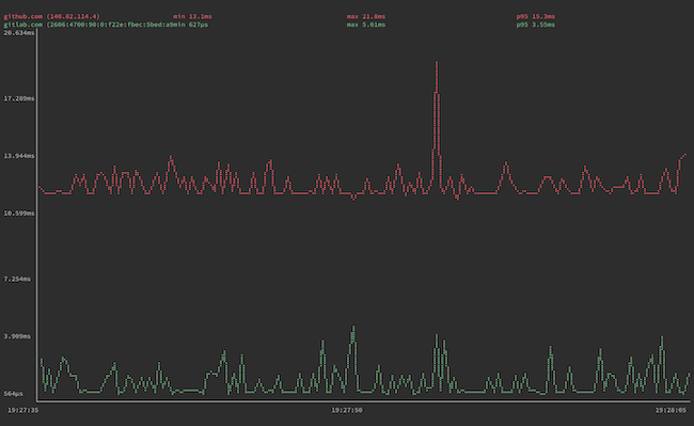 github.com (140.82.114.4) min 12.1ms max 21.8ms p95 15.3ms
gitlab.com (2606:4700:90:0:f22e:fbec:5bed:a9min 627µs max 5.01ms p95 3.55ms
20.634ms
17.289ms
13.944ms
10.599ms
7.254ms
3.909ms
564µs
19:27:35 19:27:50 19:28:05